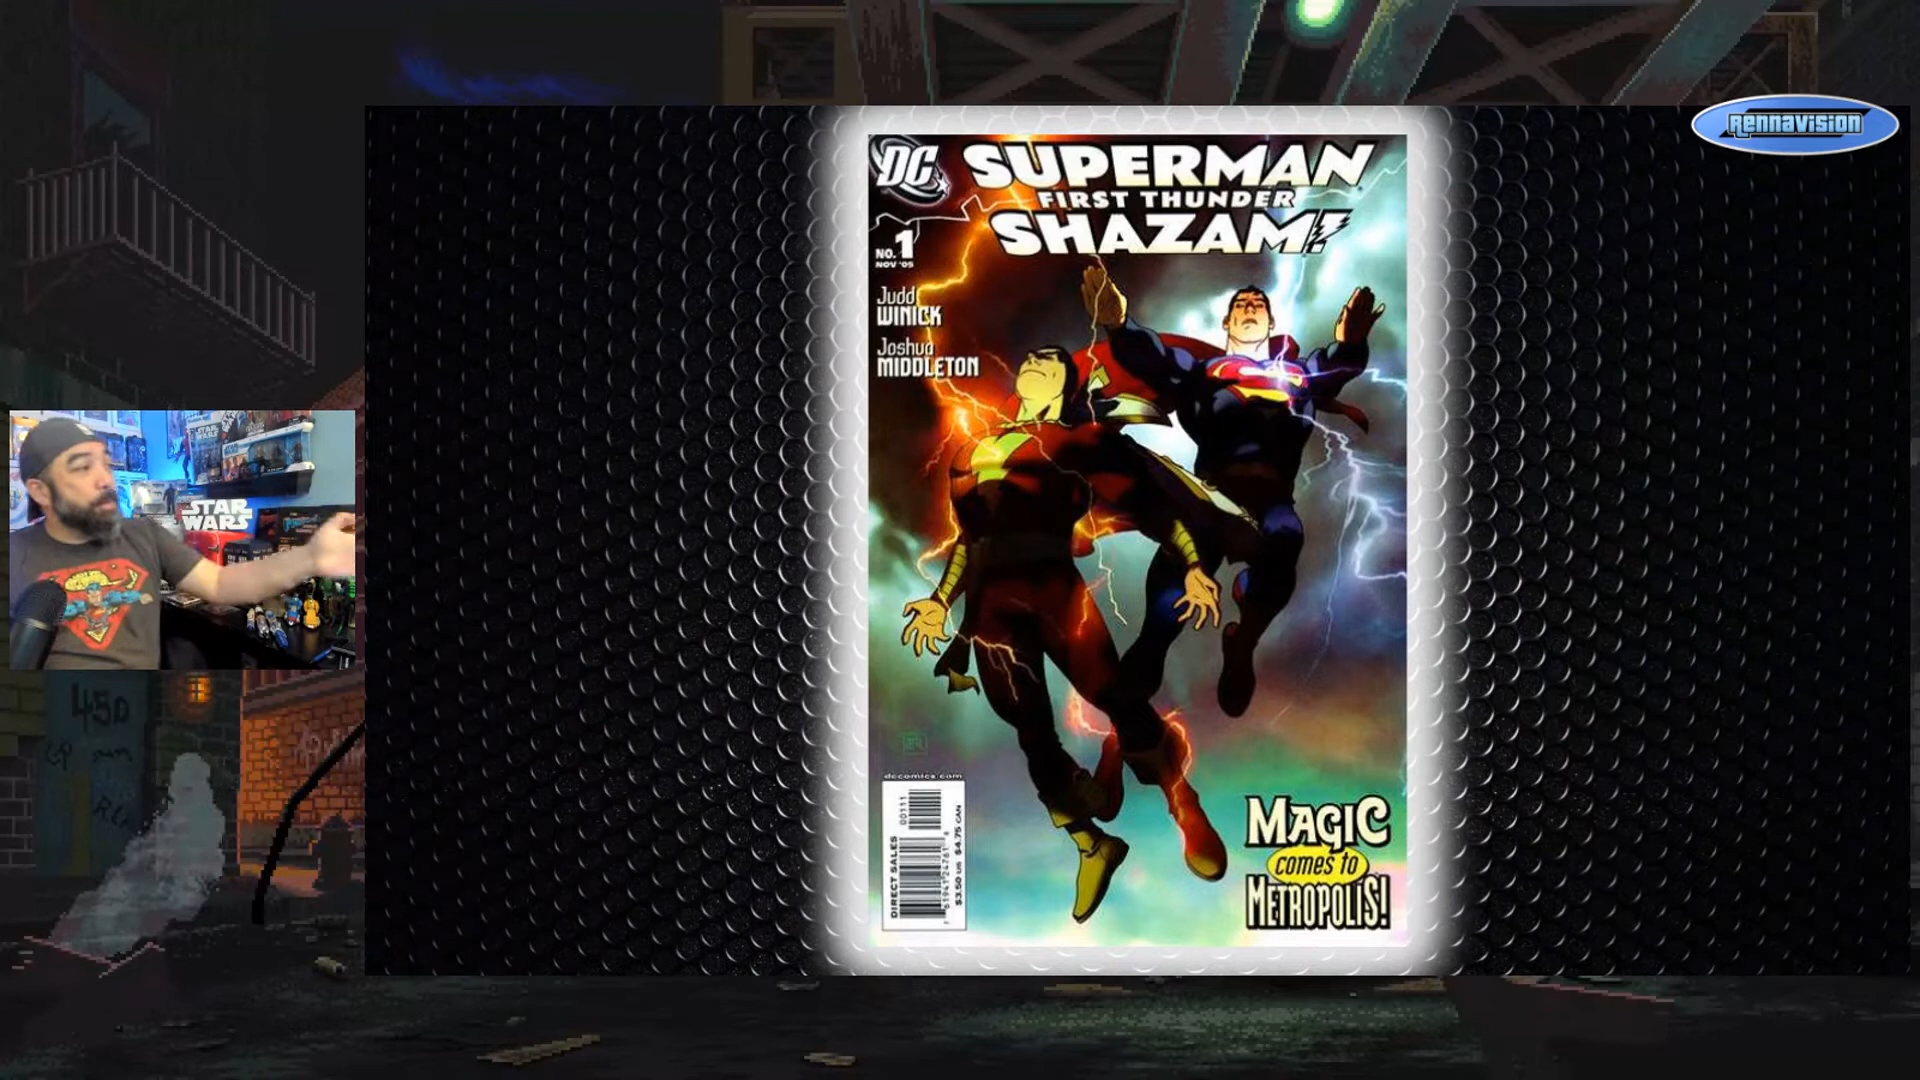 RENNAVISION
DC
SUPERMAN
FIRST THUNDER
SHAZAM!
NO. 1
NOV '05
Judd
WINICK
Joshua
MIDDLETON
STAR
WARS
450
dccomics.com
DIRECT SALES
00111
$3.50 US $4.75 CAN
MAGIC
comes to
METROPOLIS!